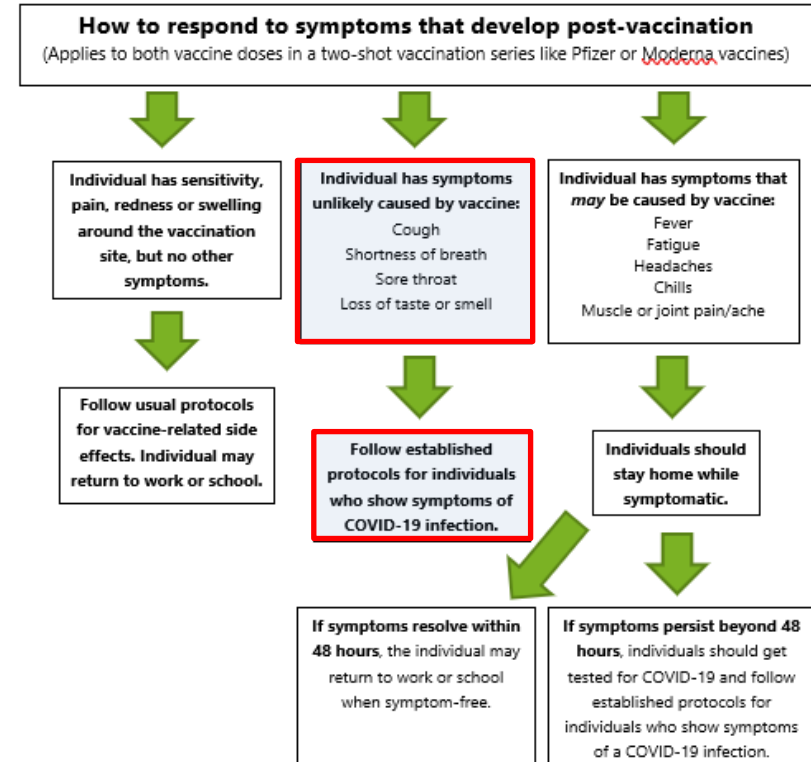 How to respond to symptoms that develop post-vaccination
(Applies to both vaccine doses in a two-shot vaccination series like Pfizer or Moderna vaccines)
Individual has sensitivity,
pain, redness or swelling
around the vaccination
site, but no other
symptoms.
Follow usual protocols
for vaccine-related side
effects. Individual may
return to work or school.
Individual has symptoms
unlikely caused by vaccine:
Cough
Shortness of breath
Sore throat
Loss of taste or smell
Follow established
protocols for individuals
who show symptoms of
COVID-19 infection.
Individual has symptoms that
may be caused by vaccine:
Fever
Fatigue
Headaches
Chills
Muscle or joint pain/ache
Individuals should
stay home while
symptomatic.
If symptoms resolve within
48 hours, the individual may
return to work or school
when symptom-free.
If symptoms persist beyond 48
hours, individuals should get
tested for COVID-19 and follow
established protocols for
individuals who show symptoms
of a COVID-19 infection.